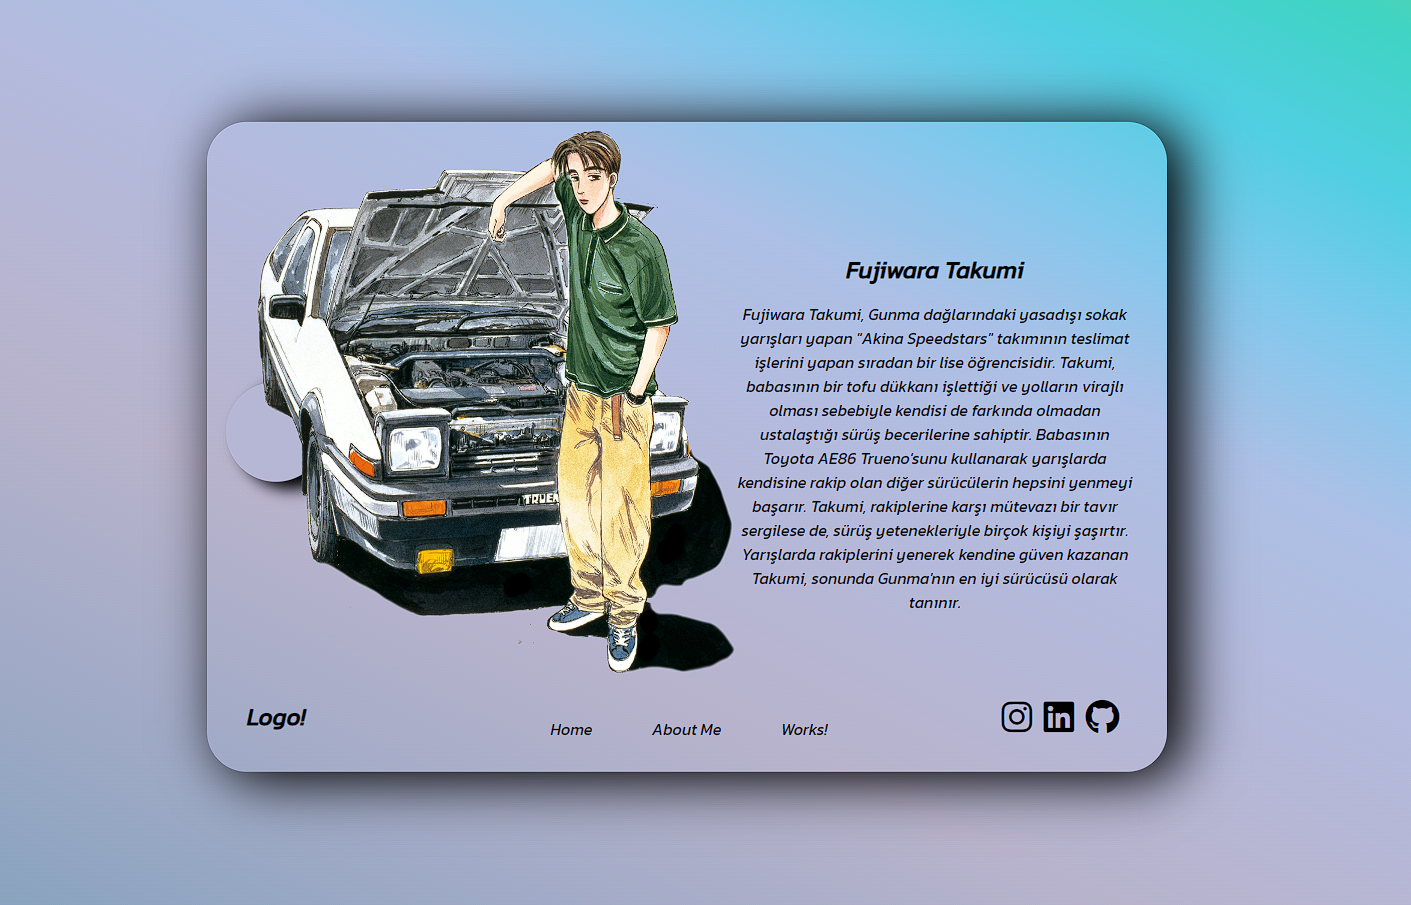 Fujiwara Takumi
Fujiwara Takumi, Gunma dağlarındaki yasadışı sokak
yarışları yapan "Akina Speedstars" takımının teslimat
işlerini yapan sıradan bir lise öğrencisidir. Takumi,
babasının bir tofu dükkanı işlettiği ve yolların virajlı
olması sebebiyle kendisi de farkında olmadan
ustalaştığı sürüş becerilerine sahiptir. Babasının
Toyota AE86 Trueno'sunu kullanarak yarışlarda
kendisine rakip olan diğer sürücülerin hepsini yenmeyi
başarır. Takumi, rakiplerine karşı mütevazı bir tavır
sergilese de, sürüş yetenekleriyle birçok kişiyi şaşırtır.
Yarışlarda rakiplerini yenerek kendine güven kazanan
Takumi, sonunda Gunma'nın en iyi sürücüsü olarak
tanınır.
TRUEN
Logo!
Home About Me Works!
in